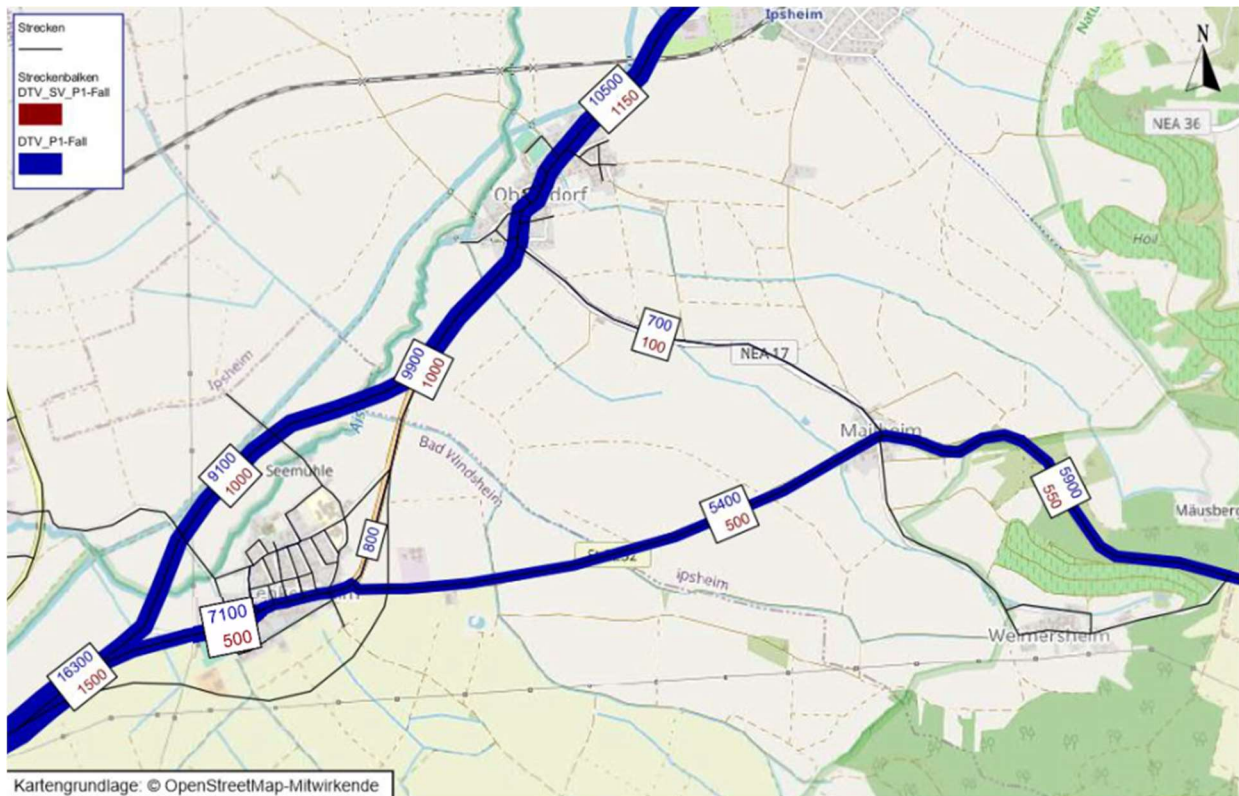 Strecken
Streckenbalken
DTV_SV_P1-Fall
DTV_P1-Fall
Ipsheim
N
10500
1150
NEA 36
Höll
700
100
NEA 17
9900
1000
Ipsheim
Ais
Bad Windsheim
9100
1000
Seemühle
5400
500
5900
550
Mäusberg
800
ipsheim
7100
500
Weimersheim
16300
1500
Kartengrundlage: © OpenStreetMap-Mitwirkende